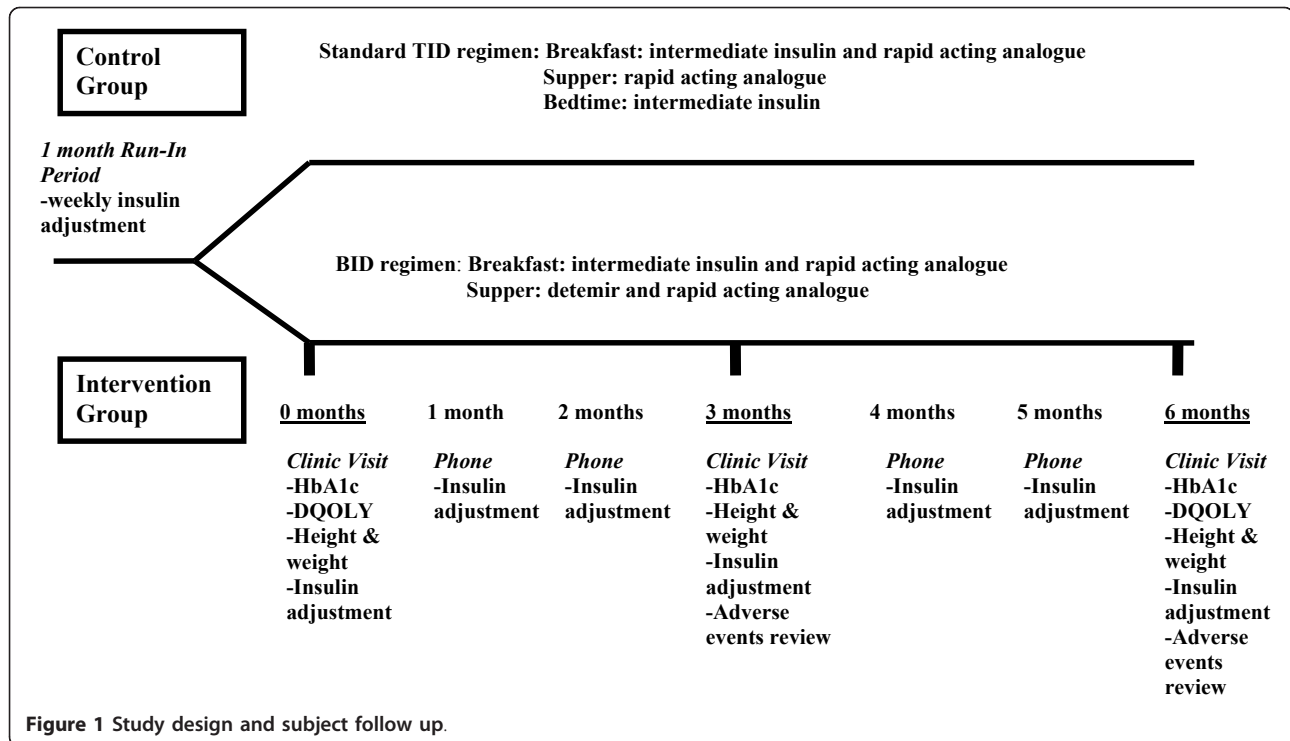 Control
Group
Standard TID regimen: Breakfast: intermediate insulin and rapid acting analogue
Supper: rapid acting analogue
Bedtime: intermediate insulin
1 month Run-In
Period
-weekly insulin
adjustment
BID regimen: Breakfast: intermediate insulin and rapid acting analogue
Supper: detemir and rapid acting analogue
Intervention
Group
0 months
Clinic Visit
-HbA1c
-DQOLY
-Height &
weight
-Insulin
adjustment
1 month
Phone
-Insulin
adjustment
2 months
Phone
-Insulin
adjustment
3 months
Clinic Visit
-HbA1c
-Height &
weight
-Insulin
adjustment
-Adverse
events review
4 months
Phone
-Insulin
adjustment
5 months
Phone
-Insulin
adjustment
6 months
Clinic Visit
-HbA1c
-DQOLY
-Height &
weight
-Insulin
adjustment
-Adverse
events
review
Figure 1 Study design and subject follow up.